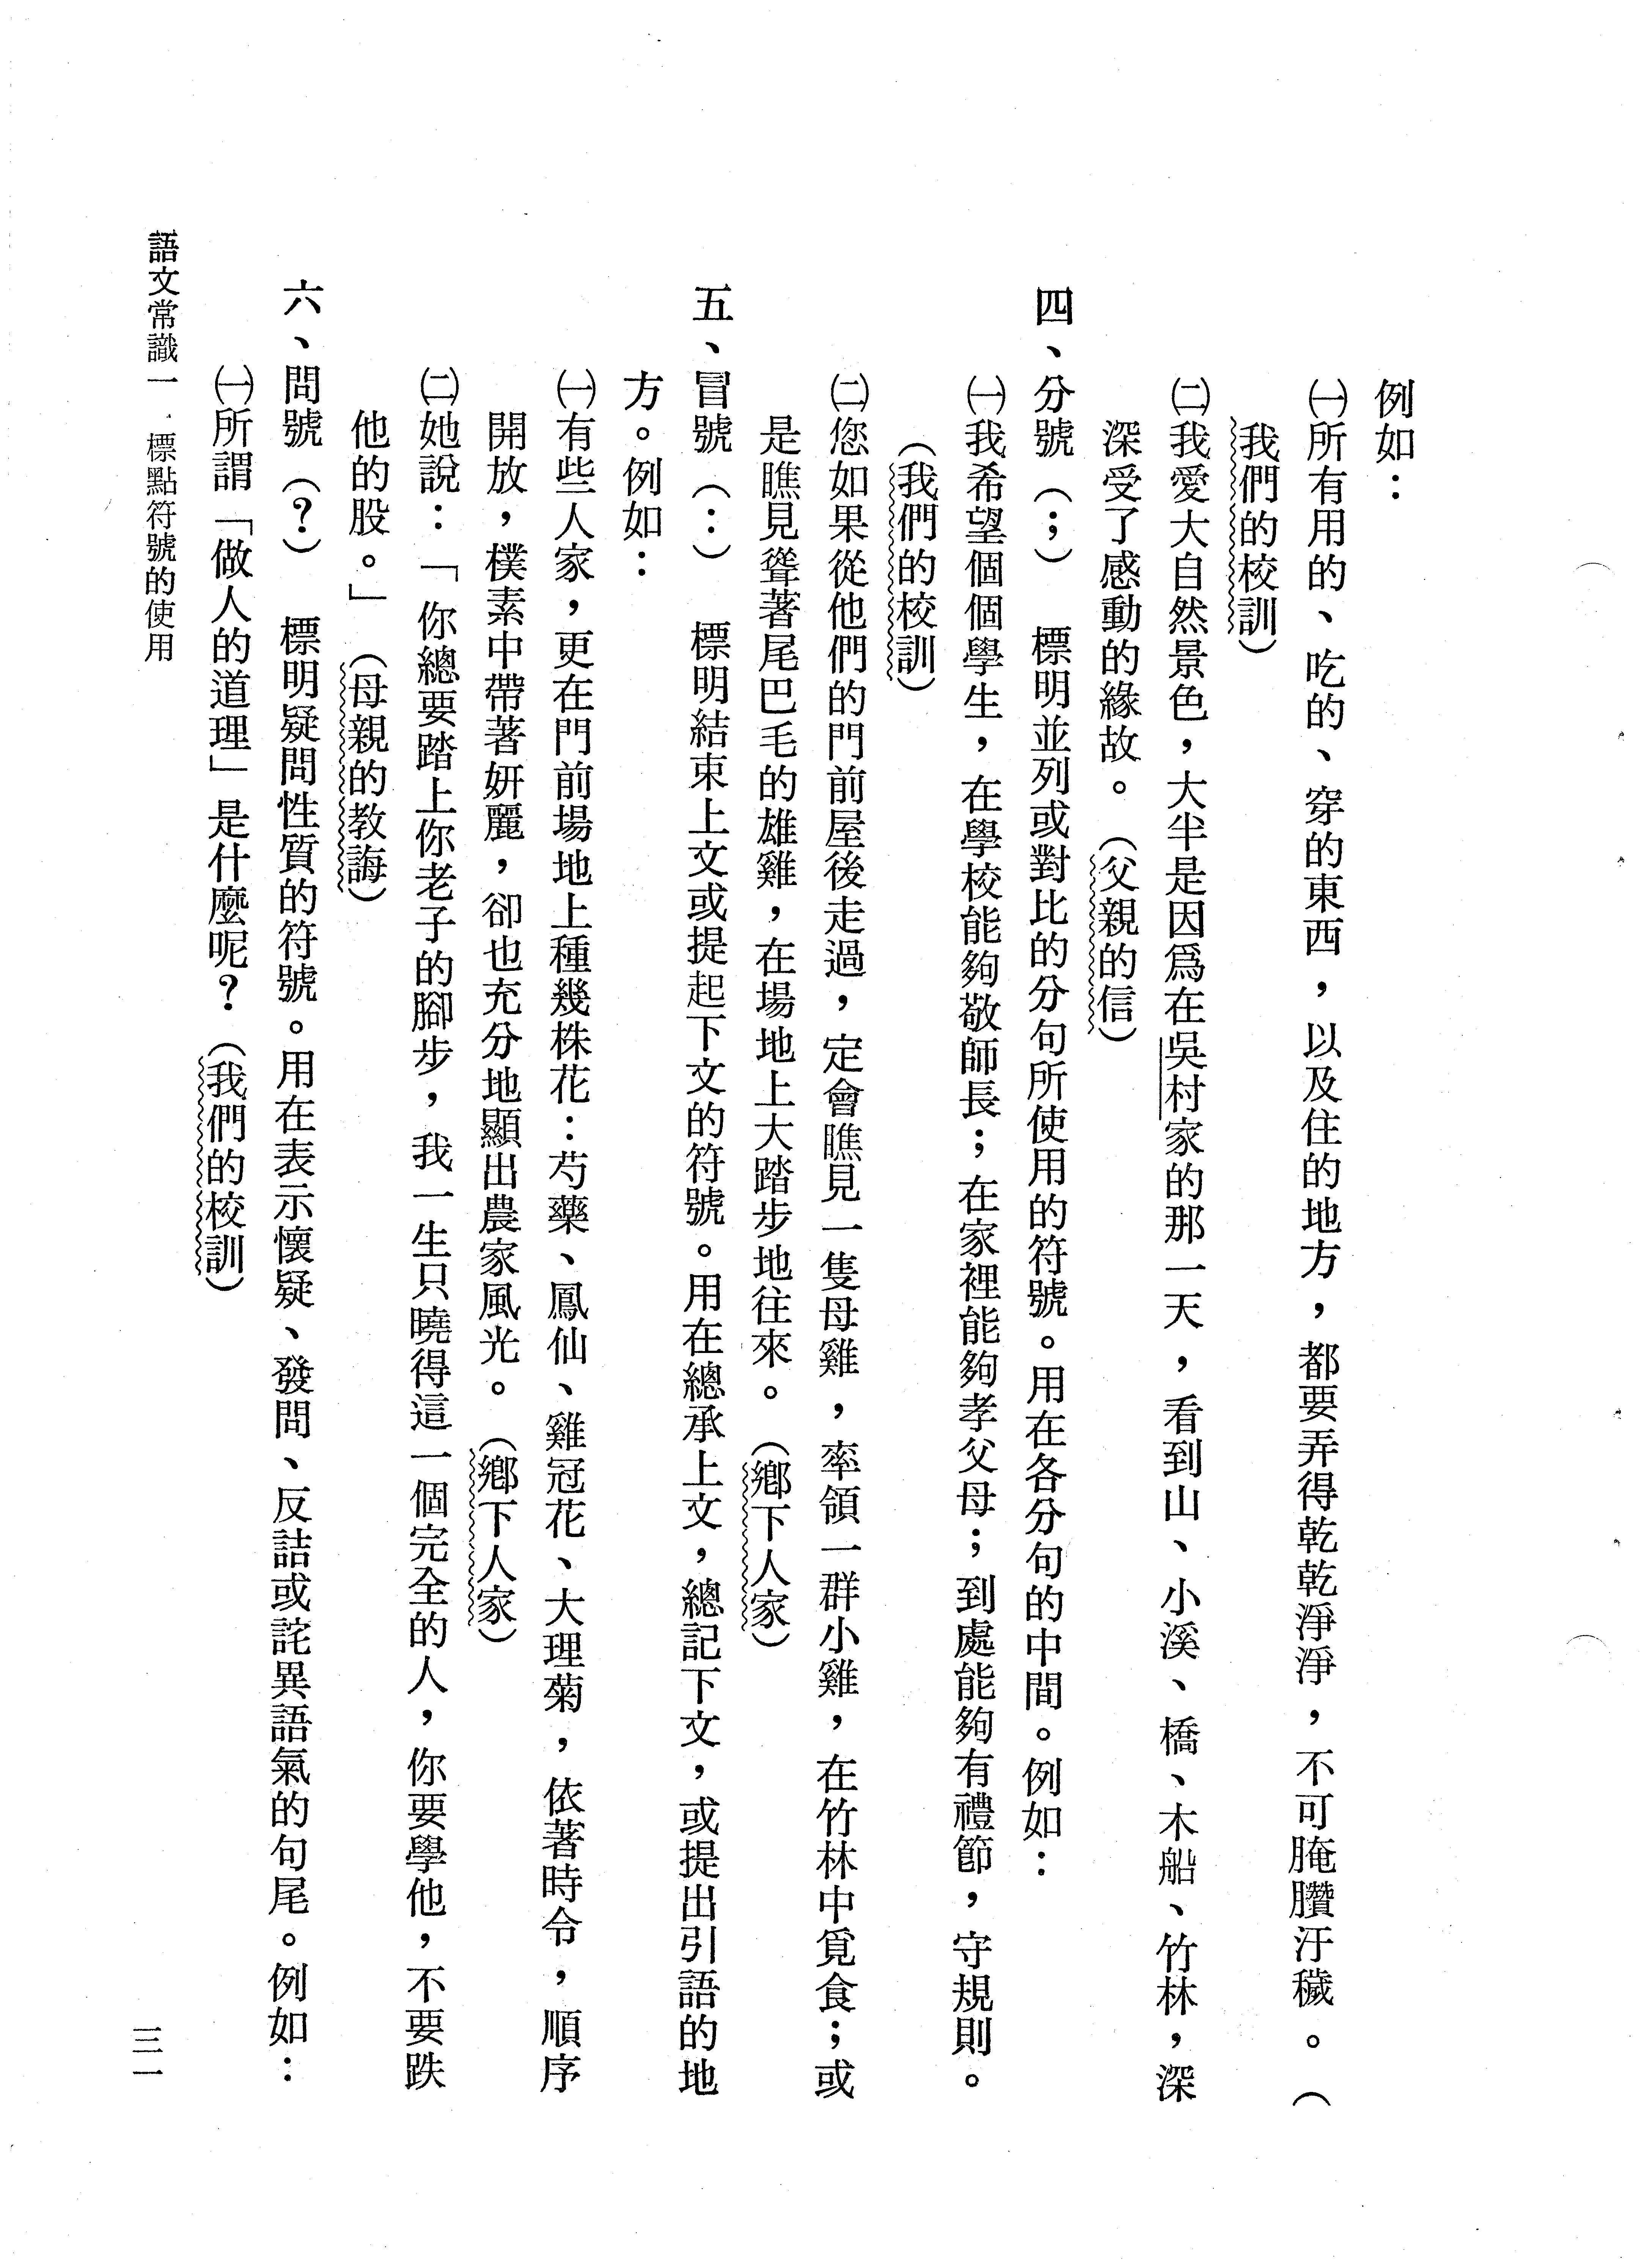 例如：
㈠所有用的、吃的、穿的東西，以及住的地方，都要弄得乾乾淨淨，不可腌臢汙穢。（
我們的校訓）
㈡我愛大自然景色，大半是因爲在吳村家的那一天，看到山、小溪、橋、木船、竹林，深
深受了感動的緣故。（父親的信）
四、分號（；）　標明並列或對比的分句所使用的符號。用在各分句的中間。例如：
㈠我希望個個學生，在學校能夠敬師長；在家裡能夠孝父母；到處能夠有禮節，守規則。
（我們的校訓）
㈡您如果從他們的門前屋後走過，定會瞧見一隻母雞，率領一群小雞，在竹林中覓食；或
是瞧見聳著尾巴毛的雄雞，在場地上大踏步地往來。（鄉下人家）
五、冒號（：）　標明結束上文或提起下文的符號。用在總承上文，總記下文，或提出引語的地
方。例如：
㈠有些人家，更在門前場地上種幾株花：芍藥、鳳仙、雞冠花、大理菊，依著時令，順序
開放，樸素中帶著妍麗，卻也充分地顯出農家風光。（鄉下人家）
㈡她說：「你總要踏上你老子的腳步，我一生只曉得這一個完全的人，你要學他，不要跌
他的股。」（母親的教誨）
六、問號（？）　標明疑問性質的符號。用在表示懷疑、發問、反詰或詫異語氣的句尾。例如：
㈠所謂「做人的道理」是什麼呢？（我們的校訓）
語文常識一　標點符號的使用
三一